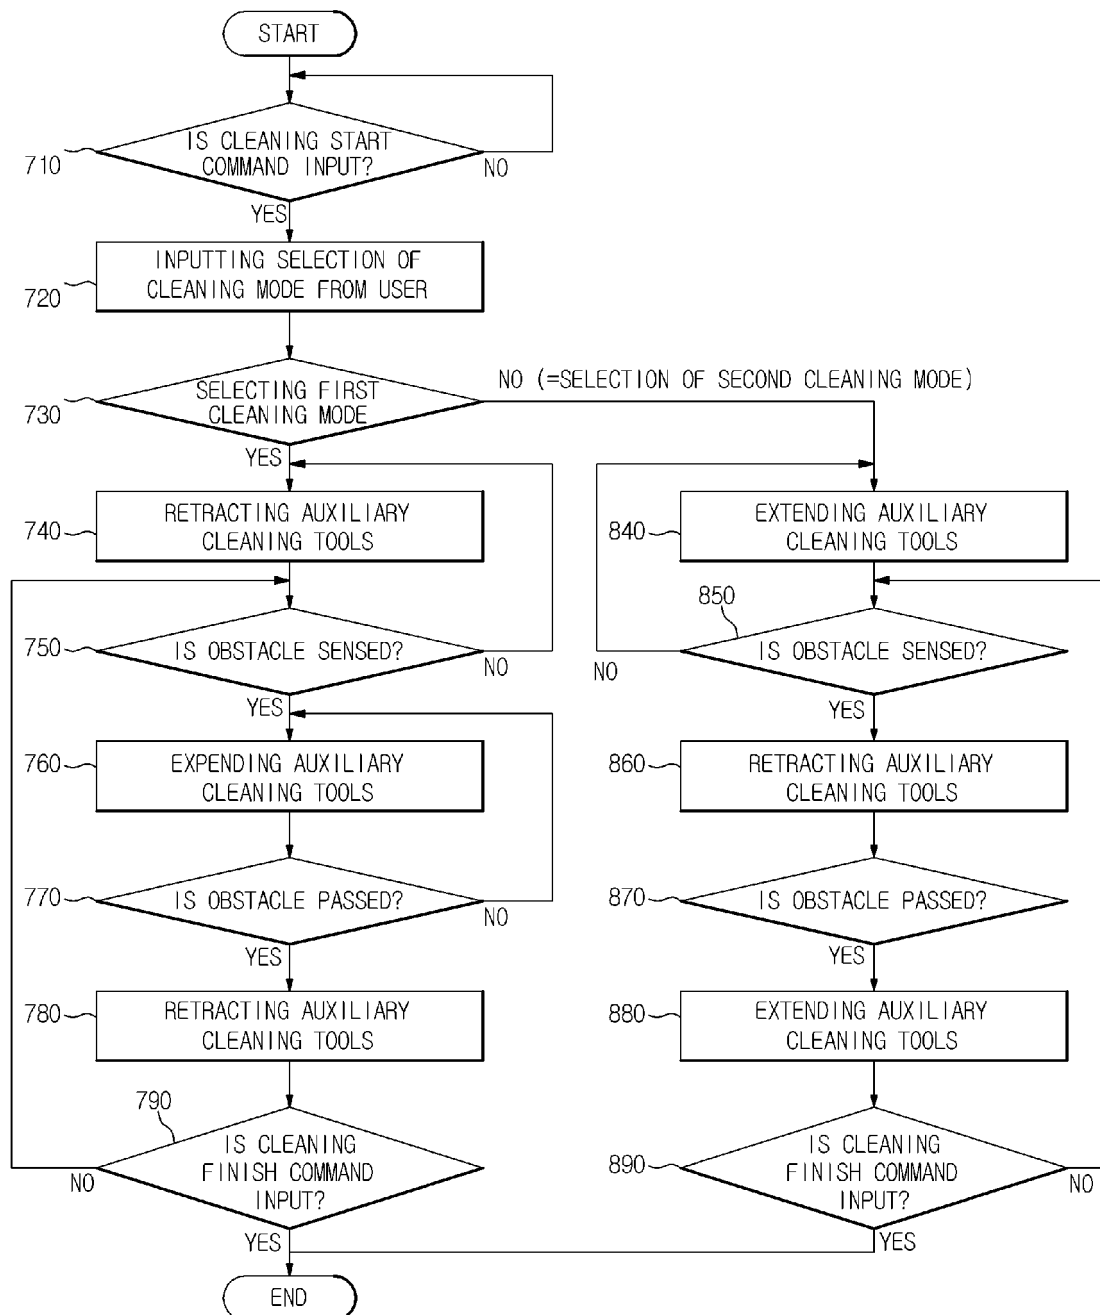 START
IS CLEANING START
COMMAND INPUT?
710
NO
YES
INPUTTING SELECTION OF
CLEANING MODE FROM USER
720
SELECTING FIRST
CLEANING MODE
730
NO (=SELECTION OF SECOND CLEANING MODE)
YES
RETRACTING AUXILIARY
CLEANING TOOLS
740
IS OBSTACLE SENSED?
750
NO
YES
EXPENDING AUXILIARY
CLEANING TOOLS
760
IS OBSTACLE PASSED?
770
NO
YES
RETRACTING AUXILIARY
CLEANING TOOLS
780
790
IS CLEANING
FINISH COMMAND
INPUT?
NO
YES
EXTENDING AUXILIARY
CLEANING TOOLS
840
850
IS OBSTACLE SENSED?
NO
YES
RETRACTING AUXILIARY
CLEANING TOOLS
860
IS OBSTACLE PASSED?
870
YES
EXTENDING AUXILIARY
CLEANING TOOLS
880
IS CLEANING
FINISH COMMAND
INPUT?
890
NO
YES
END